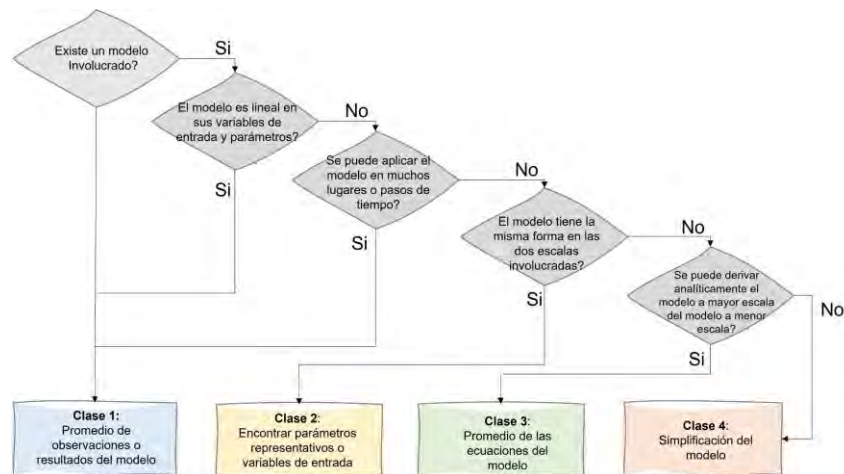 Existe un modelo
Involucrado?
Si
El modelo es lineal en
sus variables de
entrada y parámetros?
No
Si
Se puede aplicar el
modelo en muchos
lugares o pasos de
tiempo?
No
Si
El modelo tiene la
misma forma en las
dos escalas
involucradas?
No
Si
Se puede derivar
analíticamente el
modelo a mayor escala
del modelo a menor
escala?
No
Si
Clase 1:
Promedio de
observaciones o
resultados del modelo
Clase 2:
Encontrar parámetros
representativos o
variables de entrada
Clase 3:
Promedio de las
ecuaciones del
modelo
Clase 4:
Simplificación del
modelo